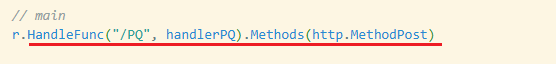 // main
r.HandleFunc("/PQ", handlerPQ).Methods(http.MethodPost)